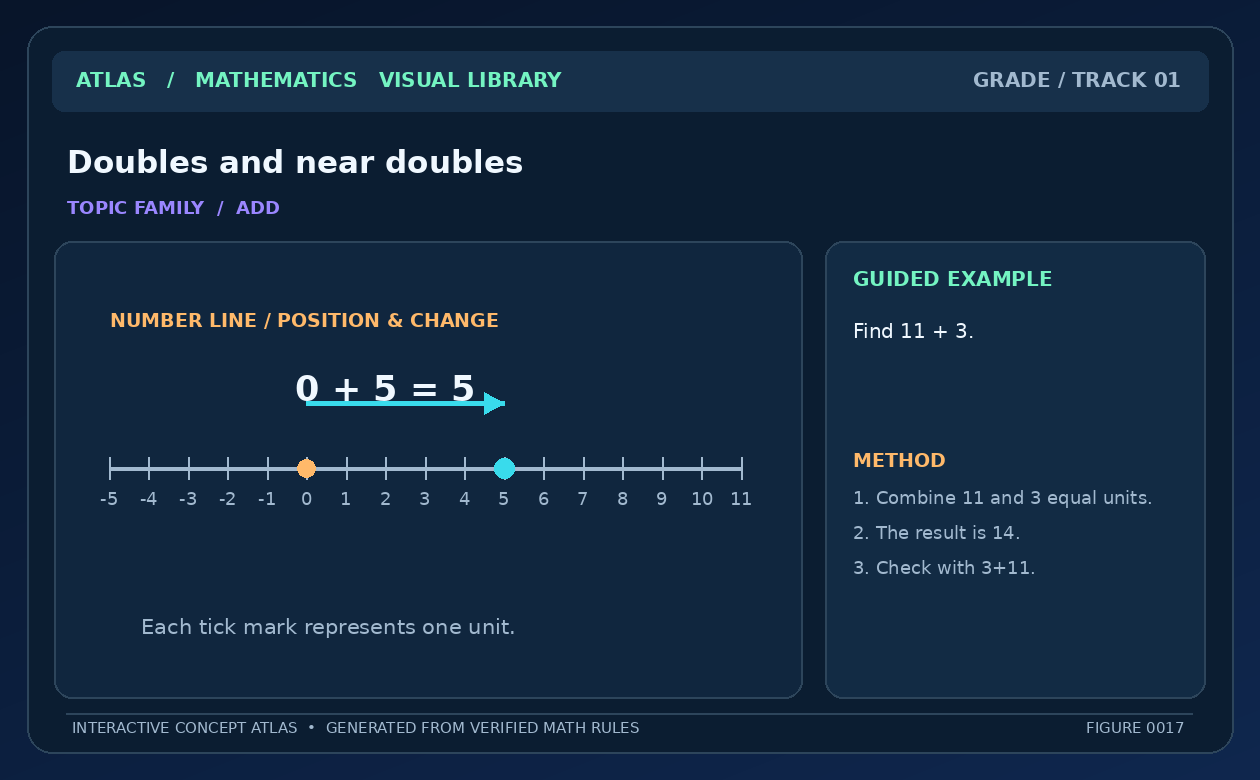 ATLAS / MATHEMATICS VISUAL LIBRARY
GRADE / TRACK 01
Doubles and near doubles
TOPIC FAMILY / ADD
NUMBER LINE / POSITION & CHANGE
0 + 5 = 5
-5 -4 -3 -2 -1 0 1 2 3 4 5 6 7 8 9 10 11
Each tick mark represents one unit.
GUIDED EXAMPLE
Find 11 + 3.
METHOD
1. Combine 11 and 3 equal units.
2. The result is 14.
3. Check with 3+11.
INTERACTIVE CONCEPT ATLAS • GENERATED FROM VERIFIED MATH RULES
FIGURE 0017